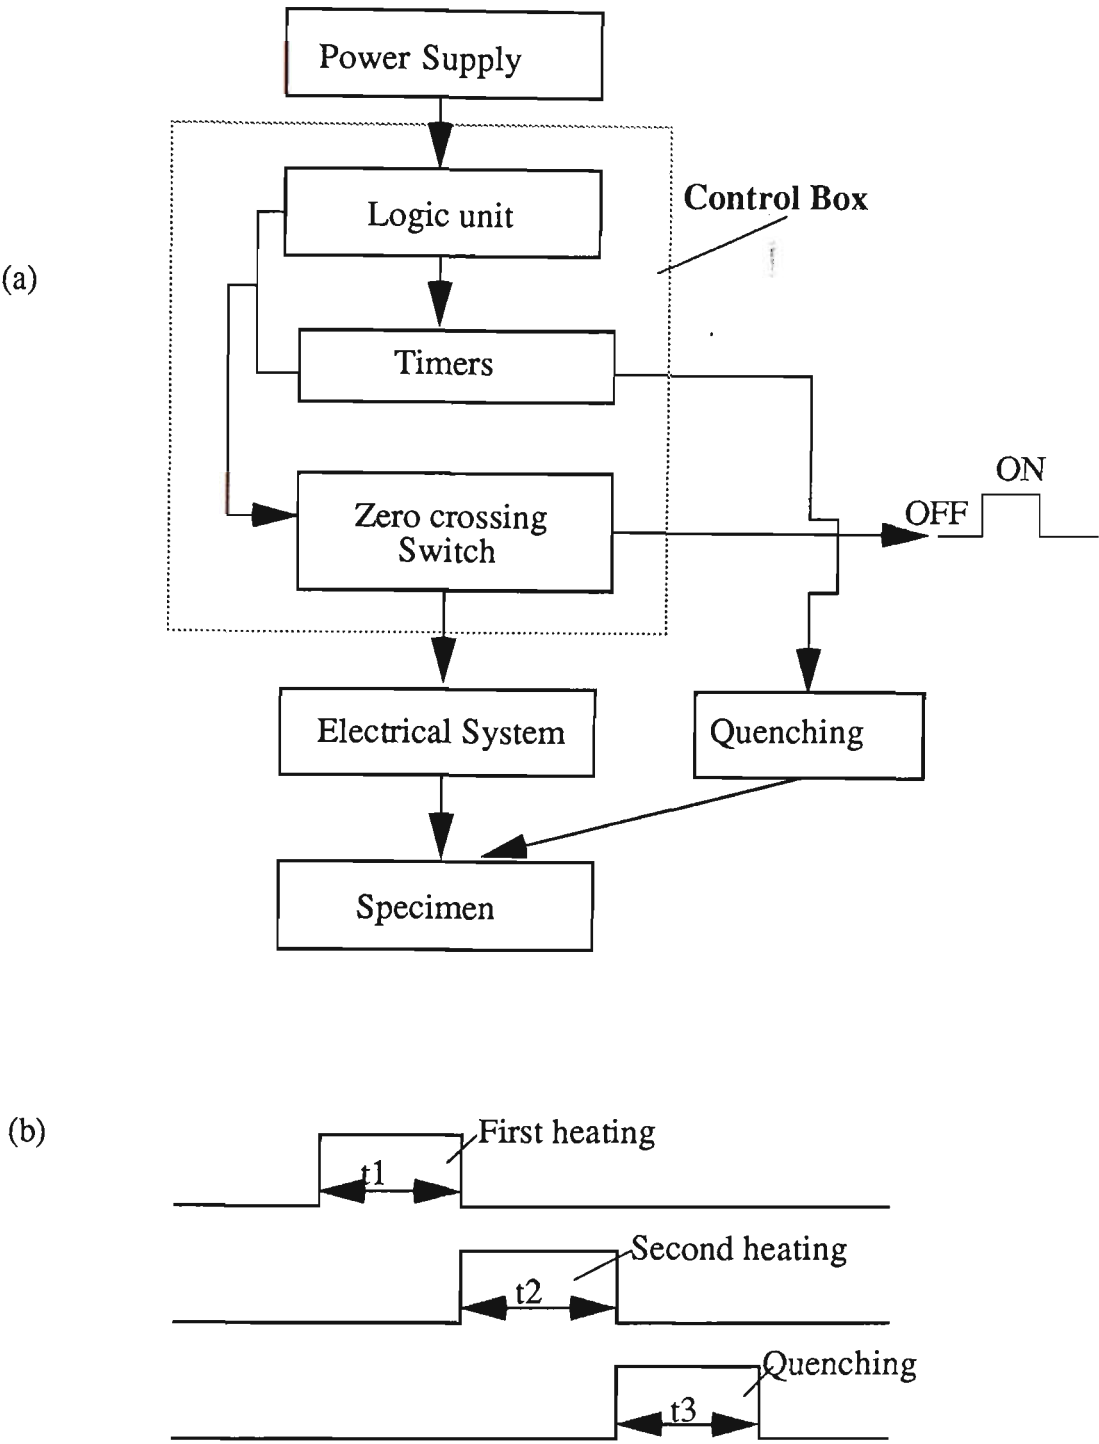 Power Supply
Logic unit
Control Box
(a)
Timers
ON
OFF
Zero crossing
Switch
Electrical System
Quenching
Specimen
(b)
First heating
t1
Second heating
t2
Quenching
t3